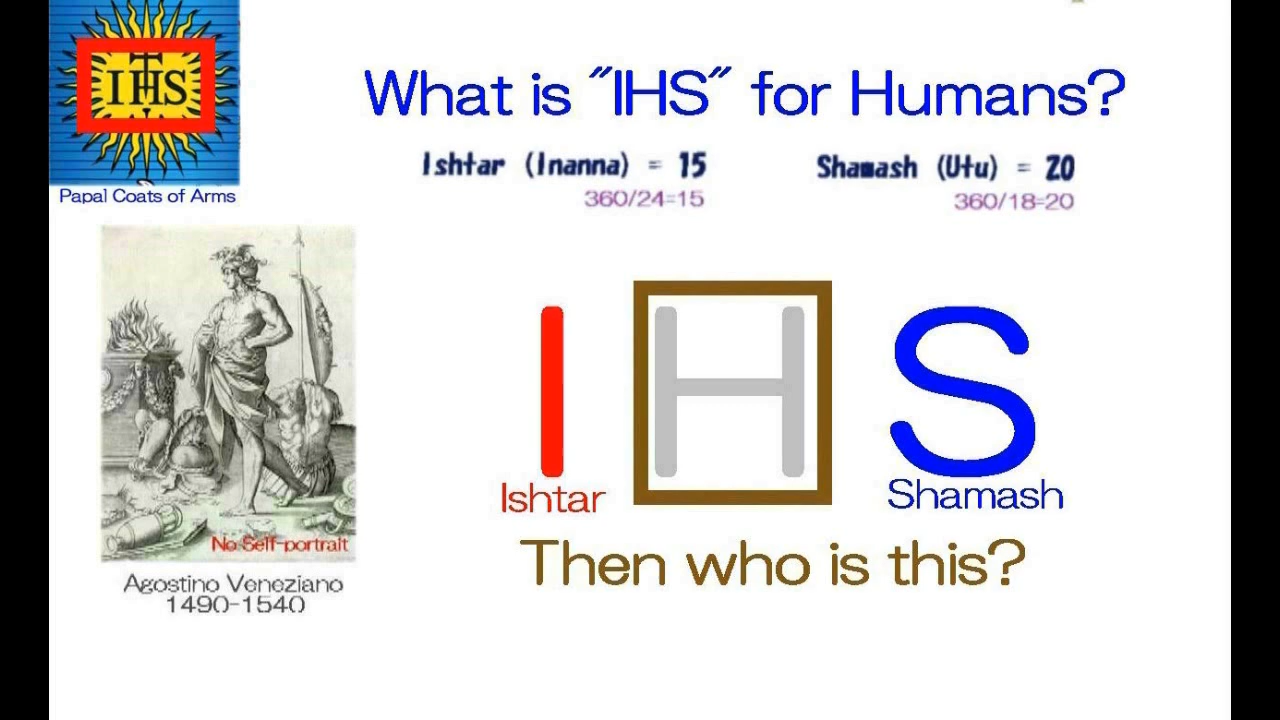 IHS
Papal Coats of Arms
What is "IHS" for Humans?
Ishtar (Inanna) = 15
360/24=15
Shamash (Utu) = 20
360/18=20
I H S
Ishtar
Shamash
Then who is this?
No Self-portrait
Agostino Veneziano
1490-1540